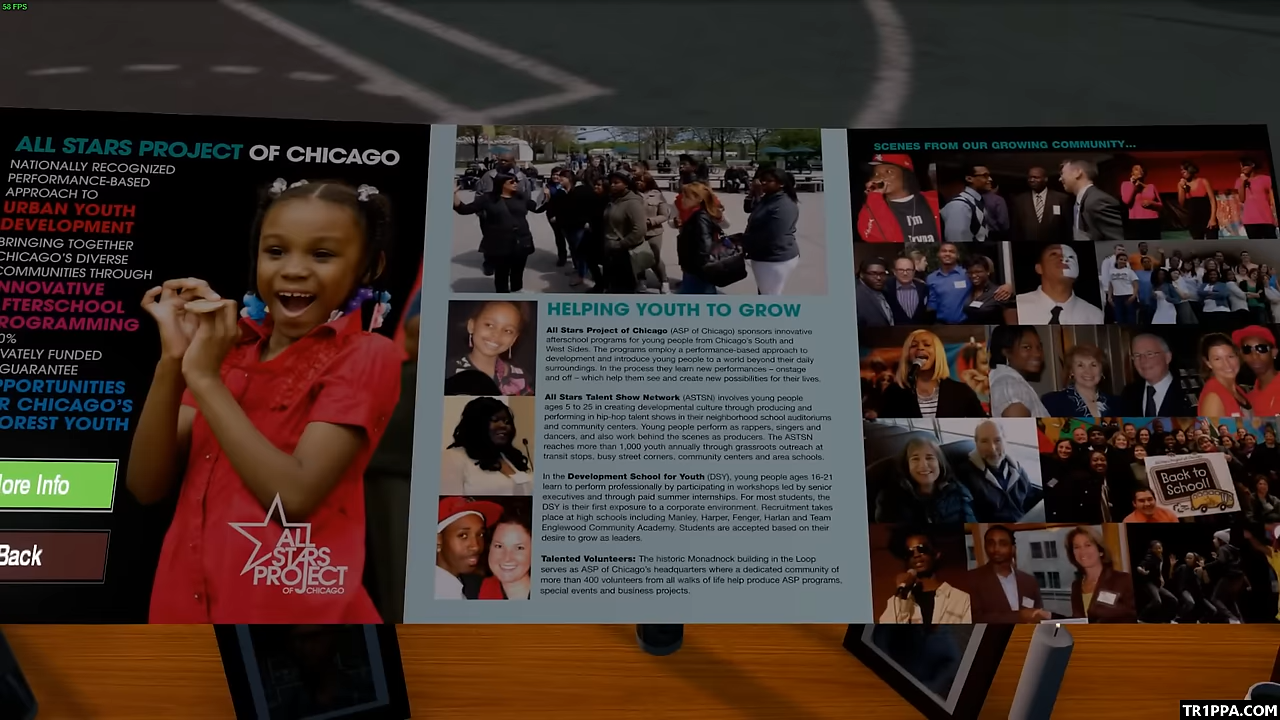 58 FPS
ALL STARS PROJECT OF CHICAGO
NATIONALLY RECOGNIZED
PERFORMANCE-BASED
APPROACH TO
URBAN YOUTH
DEVELOPMENT
BRINGING TOGETHER
CHICAGO'S DIVERSE
COMMUNITIES THROUGH
NNOVATIVE
FTERSCHOOL
ROGRAMMING
0%
VATELY FUNDED
GUARANTEE
PPORTUNITIES
R CHICAGO'S
OREST YOUTH
ore Info
Back
ALL
STARS
PROJECT
OF CHICAGO
HELPING YOUTH TO GROW
All Stars Project of Chicago (ASP of Chicago) sponsors innovative
afterschool programs for young people from Chicago's South and
West Sides. The programs employ a performance-based approach to
development and introduce young people to a world beyond their daily
surroundings. In the process they learn new performances – onstage
and off – which help them see and create new possibilities for their lives.
All Stars Talent Show Network (ASTSN) involves young people
ages 5 to 25 in creating developmental culture through producing and
performing in hip-hop talent shows in their neighborhood school auditoriums
and community centers. Young people perform as rappers, singers and
dancers, and also work behind the scenes as producers. The ASTSN
reaches more than 1,000 youth annually through grassroots outreach at
transit stops, busy street corners, community centers and area schools.
In the Development School for Youth (DSY), young people ages 16-21
learn to perform professionally by participating in workshops led by senior
executives and through paid summer internships. For most students, the
DSY is their first exposure to a corporate environment. Recruitment takes
place at high schools including Manley, Harper, Fenger, Harlan and Team
Englewood Community Academy. Students are accepted based on their
desire to grow as leaders.
Talented Volunteers: The historic Monadnock building in the Loop
serves as ASP of Chicago's headquarters where a dedicated community of
more than 400 volunteers from all walks of life help produce ASP programs,
special events and business projects.
SCENES FROM OUR GROWING COMMUNITY...
I'm
Back to
School!
TR1PPA.COM